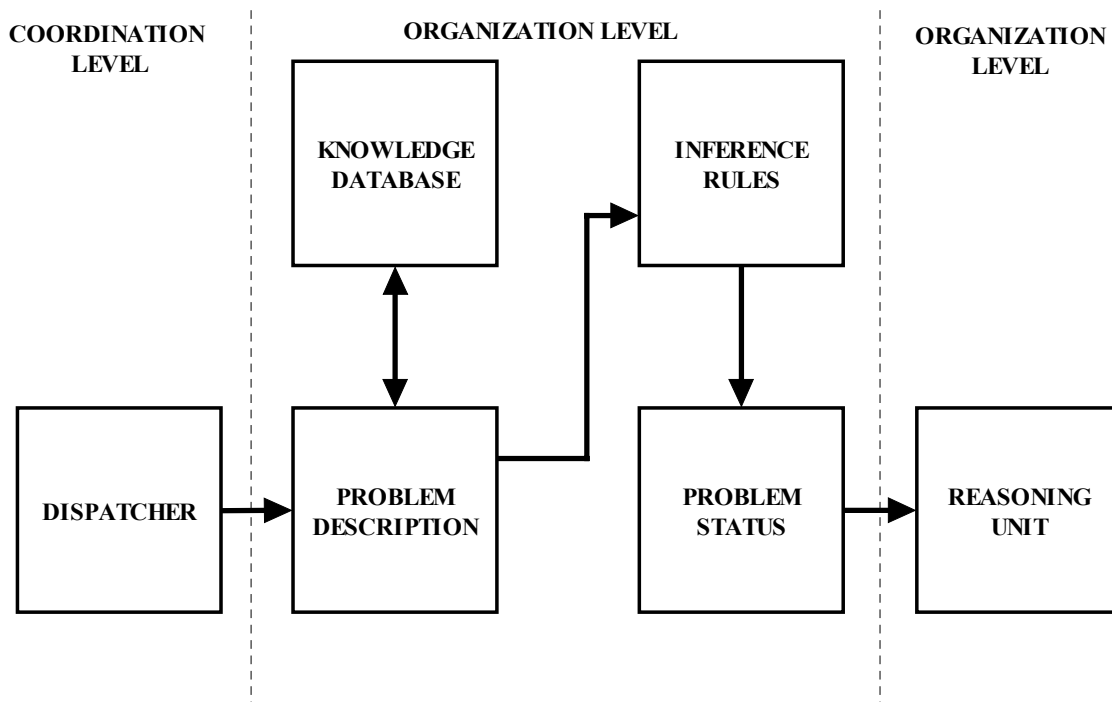 COORDINATION
LEVEL
ORGANIZATION LEVEL
ORGANIZATION
LEVEL
KNOWLEDGE
DATABASE
INFERENCE
RULES
DISPATCHER
PROBLEM
DESCRIPTION
PROBLEM
STATUS
REASONING
UNIT